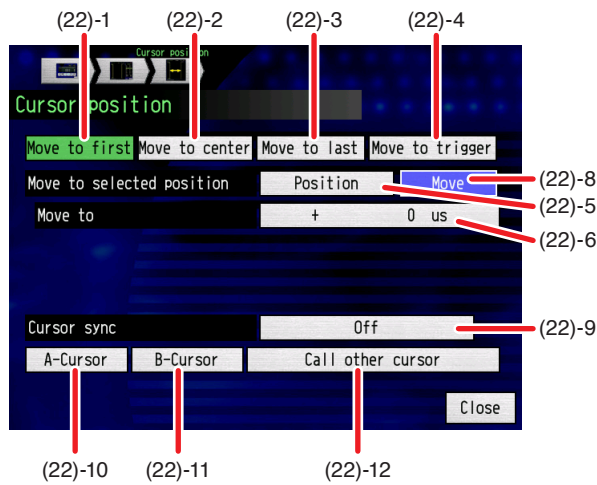 (22)-1 (22)-2 (22)-3 (22)-4
Cursor position
Cursor position
Move to first Move to center Move to last Move to trigger
Move to selected position Position Move (22)-8
(22)-5
Move to + 0 us (22)-6
Cursor sync Off (22)-9
A-Cursor B-Cursor Call other cursor
Close
(22)-10 (22)-11 (22)-12